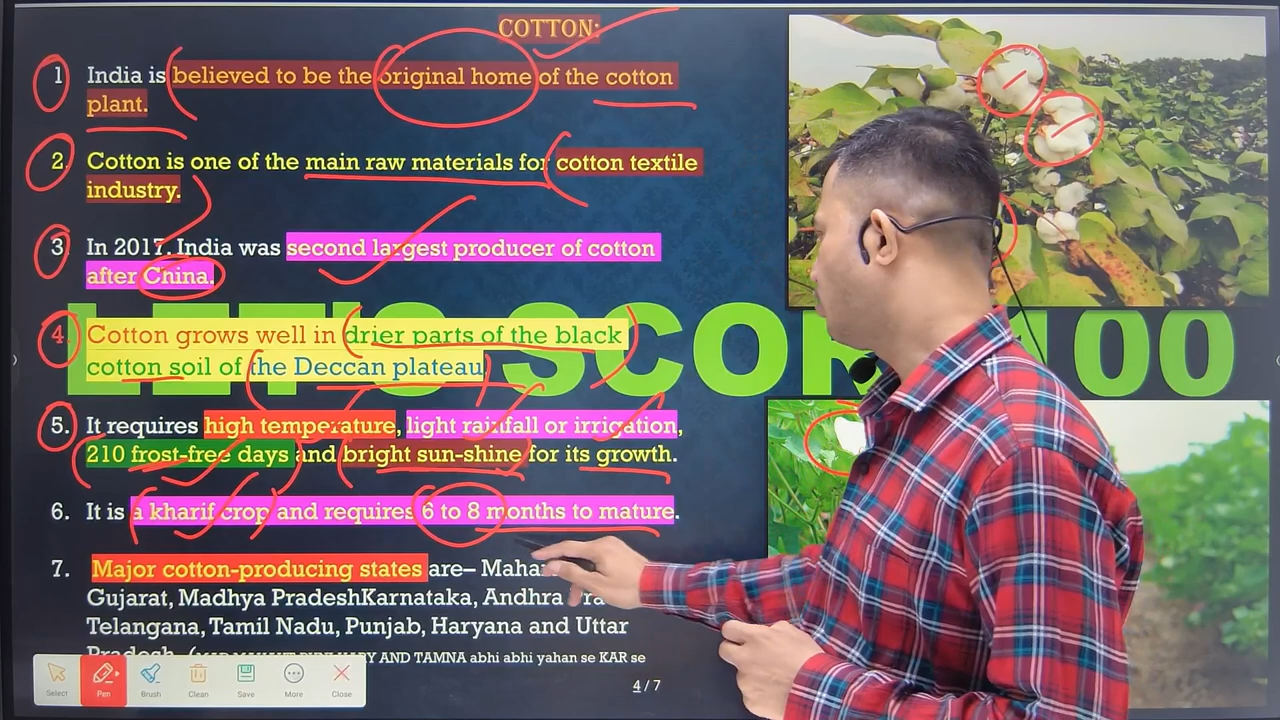 COTTON:
1 India is believed to be the original home of the cotton
plant.
2. Cotton is one of the main raw materials for cotton textile
industry.
3. In 2017, India was second largest producer of cotton
after China.
LET'S SCOR 100
4. Cotton grows well in drier parts of the black
cotton soil of the Deccan plateau
5. It requires high temperature, light rainfall or irrigation,
210 frost-free days and bright sun-shine for its growth.
6. It is a kharif crop and requires 6 to 8 months to mature.
7. Major cotton-producing states are–
Gujarat, Madhya PradeshKarnataka, Andhra
Telangana, Tamil Nadu, Punjab, Haryana and Uttar
AND TAMNA abhi abhi yahan se KAR se
Select Pen Brush Clean Save More Close
4 / 7